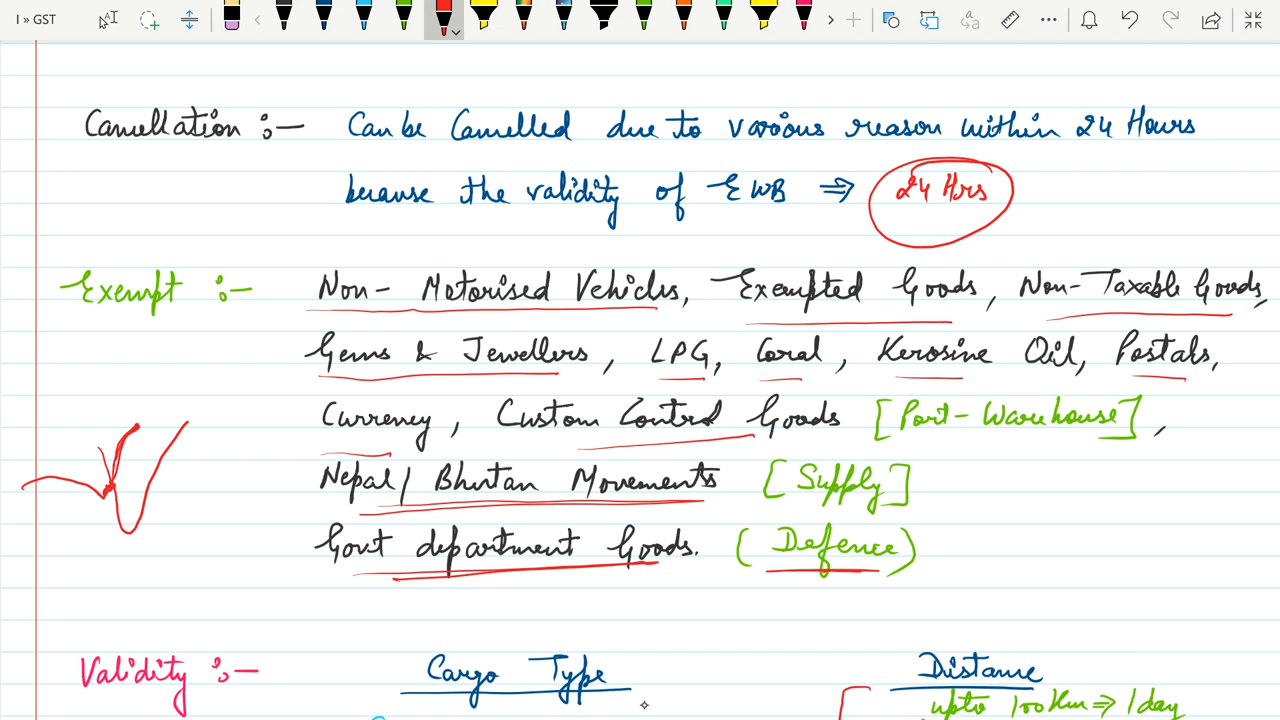 I » GST
Cancellation :— Can be Cancelled due to various reason within 24 Hours
because the validity of EWB ⇒ 24 Hrs
Exempt :— Non-Motorised Vehicles, Exempted Goods, Non-Taxable Goods,
Gems & Jewellers, LPG, Coral, Kerosine Oil, Postals,
Currency, Custom Control Goods [Port-Warehouse],
Nepal/Bhutan Movements [Supply]
Govt department Goods. (Defence)
Validity :— Cargo Type Distance
upto 100km ⇒ 1 day